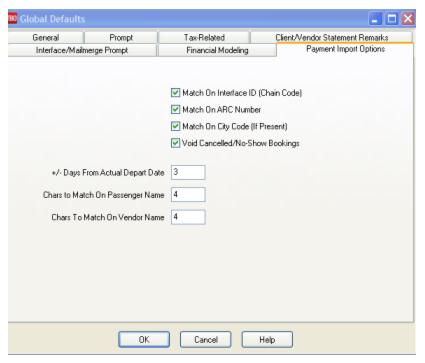 Global Defaults
General Prompt Tax-Related Client/Vendor Statement Remarks
Interface/Mailmerge Prompt Financial Modeling Payment Import Options
Match On Interface ID (Chain Code)
Match On ARC Number
Match On City Code (If Present)
Void Cancelled/No-Show Bookings
+/- Days From Actual Depart Date 3
Chars to Match On Passenger Name 4
Chars To Match On Vendor Name 4
OK Cancel Help